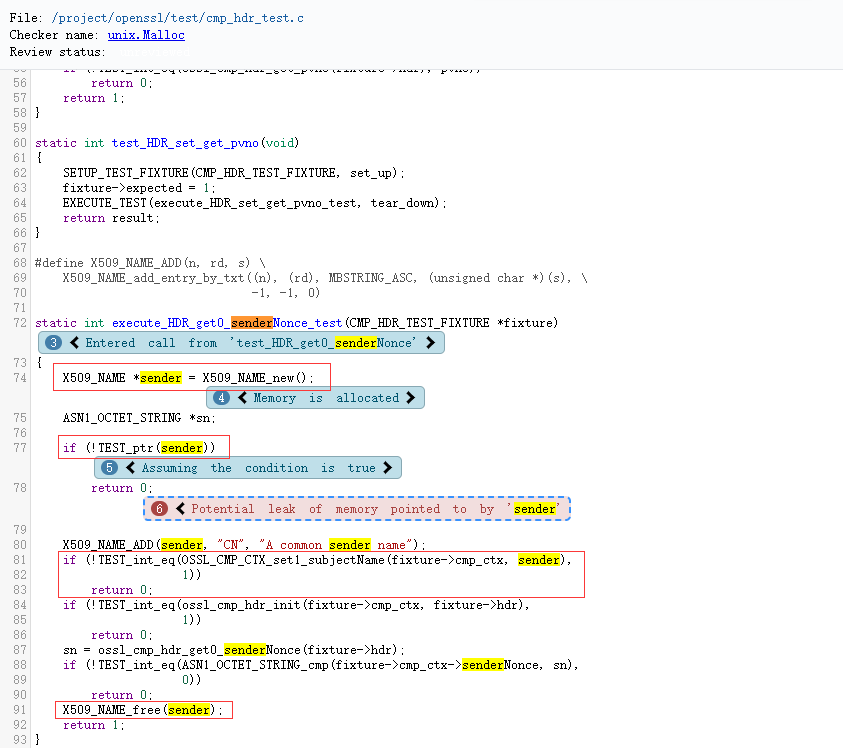 File: /project/openssl/test/cmp_hdr_test.c
Checker name: unix.Malloc
Review status:
56 return 0;
57 return 1;
58 }
59
60 static int test_HDR_set_get_pvno(void)
61 {
62 SETUP_TEST_FIXTURE(CMP_HDR_TEST_FIXTURE, set_up);
63 fixture->expected = 1;
64 EXECUTE_TEST(execute_HDR_set_get_pvno_test, tear_down);
65 return result;
66 }
67
68 #define X509_NAME_ADD(n, rd, s) \
69 X509_NAME_add_entry_by_txt((n), (rd), MBSTRING_ASC, (unsigned char *)(s), \
70 -1, -1, 0)
71
72 static int execute_HDR_get0_senderNonce_test(CMP_HDR_TEST_FIXTURE *fixture)
3 Entered call from 'test_HDR_get0_senderNonce'
73 {
74 X509_NAME *sender = X509_NAME_new();
4 Memory is allocated
75 ASN1_OCTET_STRING *sn;
76
77 if (!TEST_ptr(sender))
5 Assuming the condition is true
78 return 0;
6 Potential leak of memory pointed to by 'sender'
79
80 X509_NAME_ADD(sender, "CN", "A common sender name");
81 if (!TEST_int_eq(OSSL_CMP_CTX_set1_subjectName(fixture->cmp_ctx, sender),
82 1))
83 return 0;
84 if (!TEST_int_eq(ossl_cmp_hdr_init(fixture->cmp_ctx, fixture->hdr),
85 1))
86 return 0;
87 sn = ossl_cmp_hdr_get0_senderNonce(fixture->hdr);
88 if (!TEST_int_eq(ASN1_OCTET_STRING_cmp(fixture->cmp_ctx->senderNonce, sn),
89 0))
90 return 0;
91 X509_NAME_free(sender);
92 return 1;
93 }